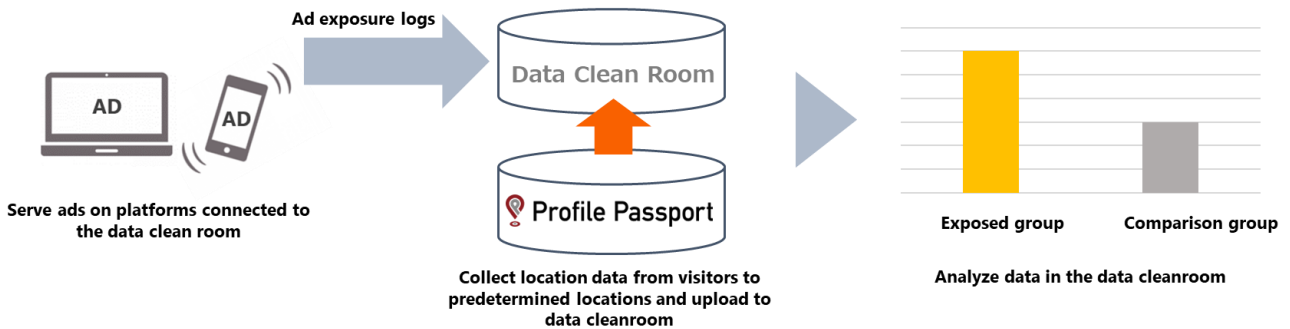 Ad exposure logs
AD
AD
Serve ads on platforms connected to
the data clean room
Data Clean Room
Profile Passport
Collect location data from visitors to
predetermined locations and upload to
data cleanroom
Exposed group
Comparison group
Analyze data in the data cleanroom